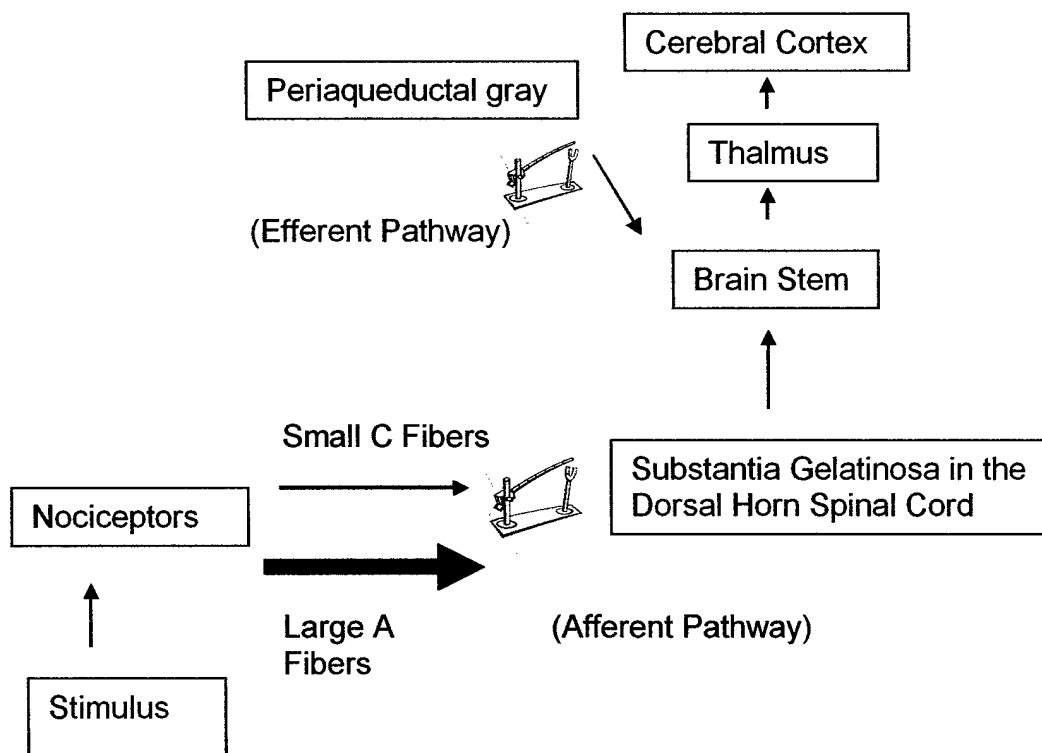 Cerebral Cortex
Periaqueductal gray
Thalmus
(Efferent Pathway)
Brain Stem
Small C Fibers
Substantia Gelatinosa in the
Dorsal Horn Spinal Cord
Nociceptors
Large A
Fibers
(Afferent Pathway)
Stimulus